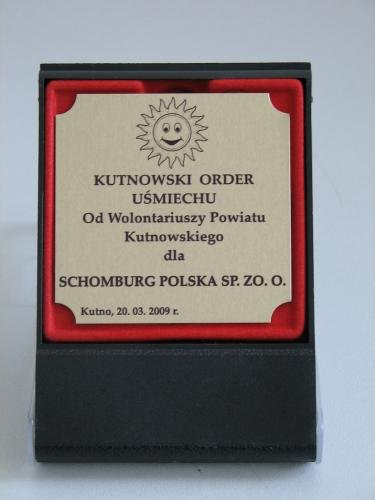 KUTNOWSKI ORDER
UŚMIECHU
Od Wolontariuszy Powiatu
Kutnowskiego
dla
SCHOMBURG POLSKA SP. ZO. O.
Kutno, 20. 03. 2009 r.